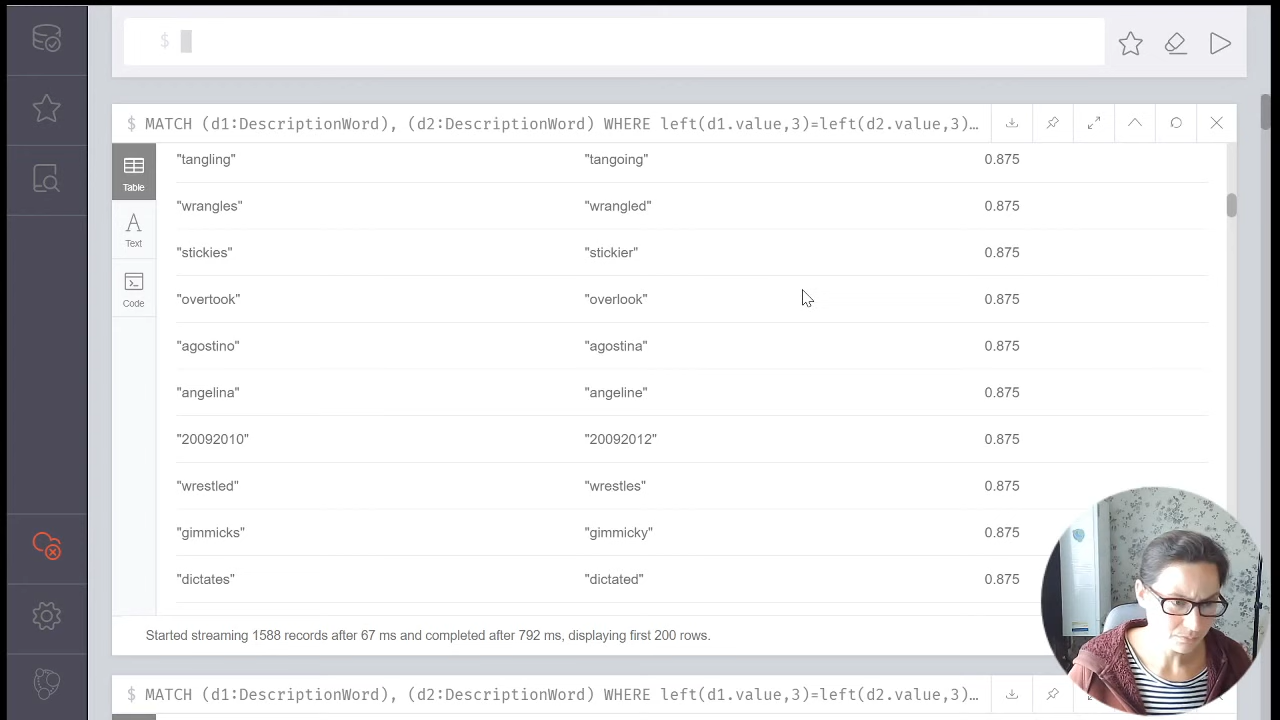 $
$ MATCH (d1:DescriptionWord), (d2:DescriptionWord) WHERE left(d1.value,3)=left(d2.value,3)…
Table
Text
Code
"tangling" "tangoing" 0.875
"wrangles" "wrangled" 0.875
"stickies" "stickier" 0.875
"overtook" "overlook" 0.875
"agostino" "agostina" 0.875
"angelina" "angeline" 0.875
"20092010" "20092012" 0.875
"wrestled" "wrestles" 0.875
"gimmicks" "gimmicky" 0.875
"dictates" "dictated" 0.875
Started streaming 1588 records after 67 ms and completed after 792 ms, displaying first 200 rows.
$ MATCH (d1:DescriptionWord), (d2:DescriptionWord) WHERE left(d1.value,3)=left(d2.value,3)…